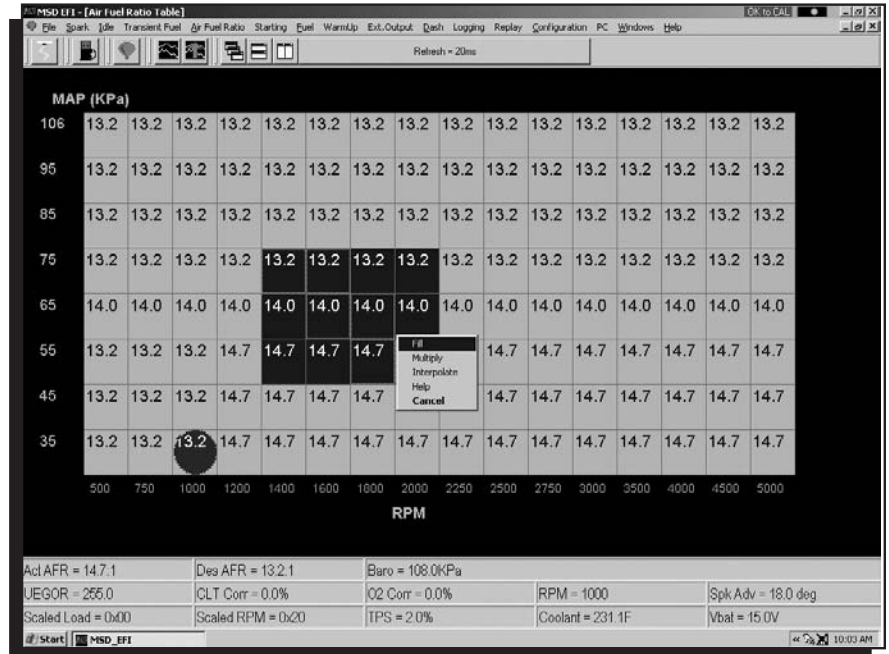 MSD EFI - [Air Fuel Ratio Table]
OK to CAL
File Spark Idle Transient Fuel Air Fuel Ratio Starting Fuel WarmUp Ext.Output Dash Logging Replay Configuration PC Windows Help
Refresh = 20ms
MAP (KPa)
106 13.2 13.2 13.2 13.2 13.2 13.2 13.2 13.2 13.2 13.2 13.2 13.2 13.2 13.2 13.2 13.2
95 13.2 13.2 13.2 13.2 13.2 13.2 13.2 13.2 13.2 13.2 13.2 13.2 13.2 13.2 13.2 13.2
85 13.2 13.2 13.2 13.2 13.2 13.2 13.2 13.2 13.2 13.2 13.2 13.2 13.2 13.2 13.2 13.2
75 13.2 13.2 13.2 13.2 13.2 13.2 13.2 13.2 13.2 13.2 13.2 13.2 13.2 13.2 13.2 13.2
65 14.0 14.0 14.0 14.0 14.0 14.0 14.0 14.0 14.0 14.0 14.0 14.0 14.0 14.0 14.0 14.0
55 13.2 13.2 13.2 14.7 14.7 14.7 14.7 14.7 14.7 14.7 14.7 14.7 14.7 14.7
Fill
Multiply
Interpolate
Help
Cancel
45 13.2 13.2 13.2 14.7 14.7 14.7 14.7 14.7 14.7 14.7 14.7 14.7 14.7 14.7
35 13.2 13.2 13.2 14.7 14.7 14.7 14.7 14.7 14.7 14.7 14.7 14.7 14.7 14.7 14.7 14.7
500 750 1000 1200 1400 1600 1800 2000 2250 2500 2750 3000 3500 4000 4500 5000
RPM
Act AFR = 14.7:1 Des AFR = 13.2:1 Baro = 108.0KPa
UEGOR = 255.0 CLT Corr = 0.0% O2 Corr = 0.0% RPM = 1000 Spk Adv = 18.0 deg
Scaled Load = 0x00 Scaled RPM = 0x20 TPS = 2.0% Coolant = 231.1F Vbat = 15.0V
Start MSD_EFI 10:03 AM